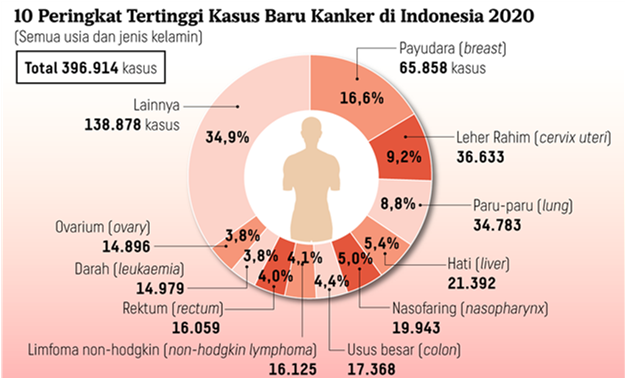 10 Peringkat Tertinggi Kasus Baru Kanker di Indonesia 2020
(Semua usia dan jenis kelamin)
Total 396.914 kasus
Payudara (breast)
65.858 kasus
16,6%
Leher Rahim (cervix uteri)
36.633
9,2%
Paru-paru (lung)
34.783
8,8%
Hati (liver)
21.392
5,4%
Nasofaring (nasopharynx)
19.943
5,0%
Usus besar (colon)
17.368
4,4%
Limfoma non-hodgkin (non-hodgkin lymphoma)
16.125
4,1%
Rektum (rectum)
16.059
4,0%
Darah (leukaemia)
14.979
3,8%
Ovarium (ovary)
14.896
3,8%
Lainnya
138.878 kasus
34,9%